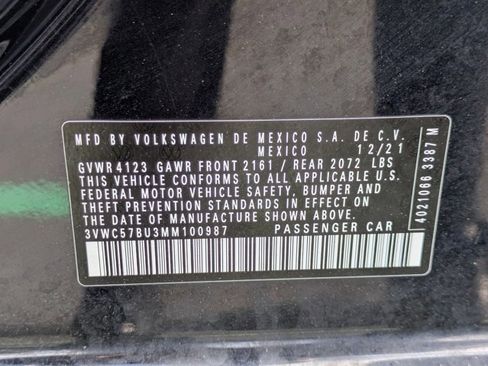 MFD BY VOLKSWAGEN DE MEXICO S.A. DE C.V.
MEXICO 12/21
GVWR 4123 GAWR FRONT 2161 / REAR 2072 LBS
THIS VEHICLE CONFORMS TO ALL APPLICABLE U.S.
FEDERAL MOTOR VEHICLE SAFETY, BUMPER AND
THEFT PREVENTION STANDARDS IN EFFECT ON THE
DATE OF MANUFACTURE SHOWN ABOVE.
3VWC57BU3MM100987 PASSENGER CAR
4021066 3387 M